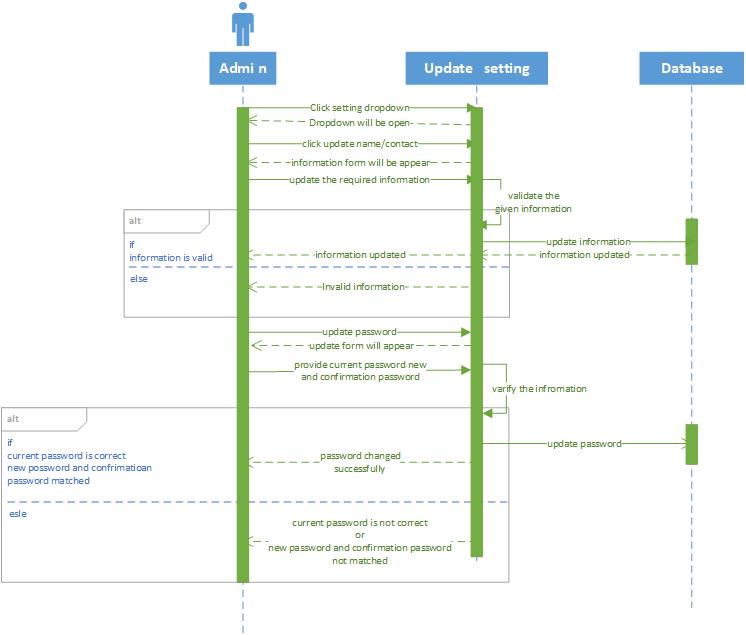 Admin
Update setting
Database
Click setting dropdown
Dropdown will be open
click update name/contact
information form will be appear
update the required information
validate the
given information
alt
if
information is valid
update information
information updated
information updated
else
Invalid information
update password
update form will appear
provide current password new
and confirmation password
varify the infromation
alt
if
current password is correct
new possword and confrimatioan
password matched
update password
password changed
successfully
esle
current password is not correct
or
new password and confirmation password
not matched